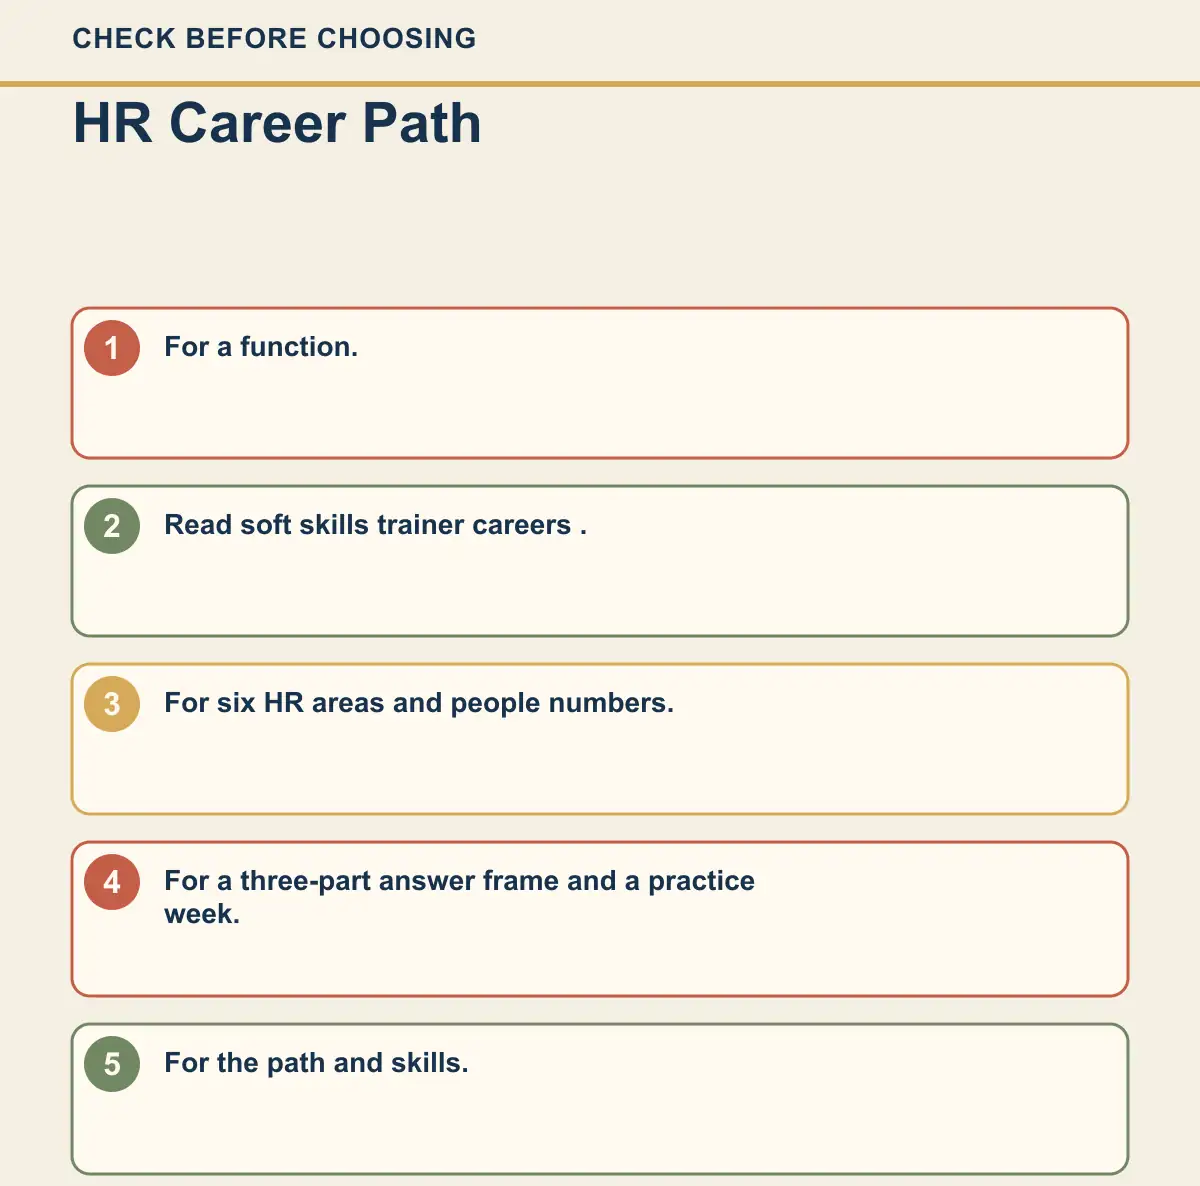 CHECK BEFORE CHOOSING
HR Career Path
1
For a function.
2
Read soft skills trainer careers .
3
For six HR areas and people numbers.
4
For a three-part answer frame and a practice
week.
5
For the path and skills.